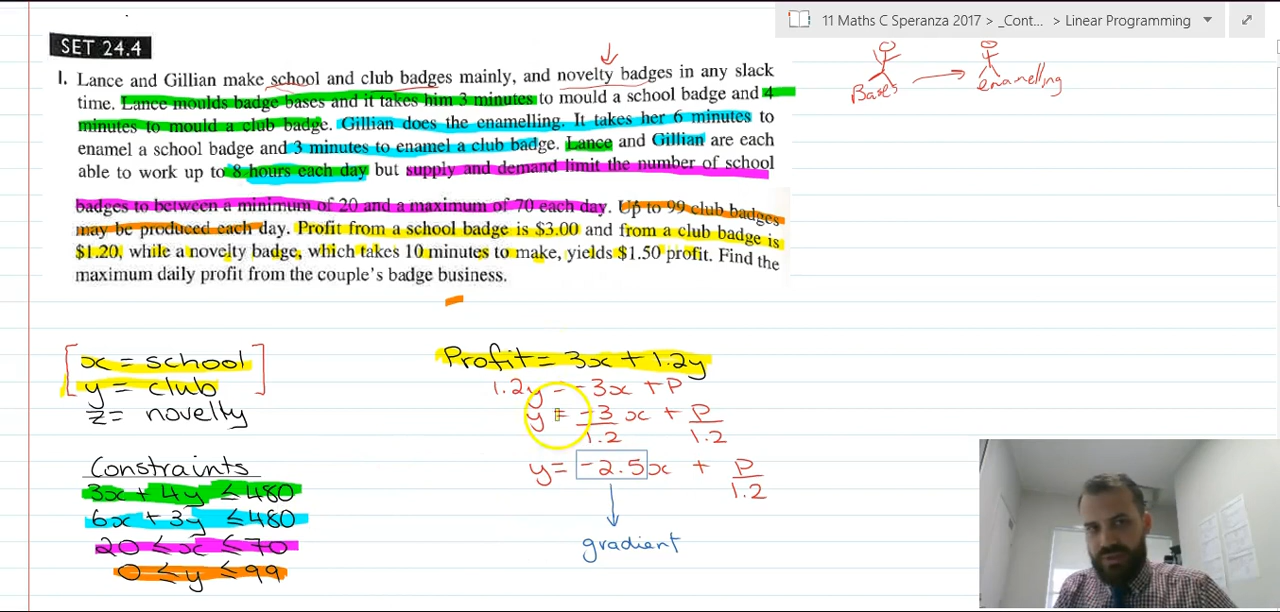 11 Maths C Speranza 2017 > _Cont... > Linear Programming
SET 24.4
1. Lance and Gillian make school and club badges mainly, and novelty badges in any slack
time. Lance moulds badge bases and it takes him 3 minutes to mould a school badge and 4
minutes to mould a club badge. Gillian does the enamelling. It takes her 6 minutes to
enamel a school badge and 3 minutes to enamel a club badge. Lance and Gillian are each
able to work up to 8 hours each day but supply and demand limit the number of school
badges to between a minimum of 20 and a maximum of 70 each day. Up to 99 club badges
may be produced each day. Profit from a school badge is $3.00 and from a club badge is
$1.20, while a novelty badge, which takes 10 minutes to make, yields $1.50 profit. Find the
maximum daily profit from the couple's badge business.
Bases
enamelling
x = school
y = club
z = novelty
Constraints
3x + 4y ≤ 480
6x + 3y ≤ 480
20 ≤ x ≤ 70
0 ≤ y ≤ 99
Profit = 3x + 1.2y
1.2y = -3x + P
y = -3/1.2 x + P/1.2
y = -2.5x + P/1.2
gradient